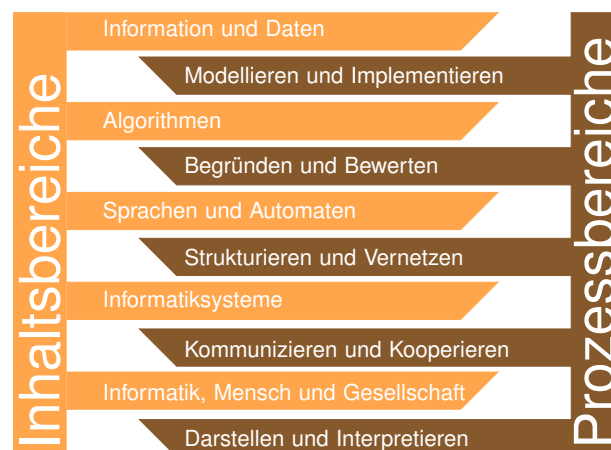 Inhaltsbereiche
Information und Daten
Modellieren und Implementieren
Algorithmen
Begründen und Bewerten
Sprachen und Automaten
Strukturieren und Vernetzen
Informatiksysteme
Kommunizieren und Kooperieren
Informatik, Mensch und Gesellschaft
Darstellen und Interpretieren
Prozessbereiche